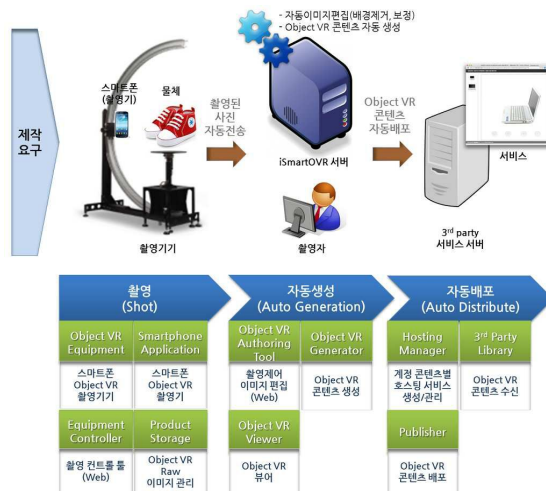 - 자동이미지편집(배경제거, 보정)
- Object VR 콘텐츠 자동 생성
제작
요구
스마트폰
(촬영기)
물체
촬영된
사진
자동전송
Object VR
콘텐츠
자동배포
서비스
iSmartOVR 서버
촬영기기
촬영자
3rd party
서비스 서버
촬영
(Shot)
자동생성
(Auto Generation)
자동배포
(Auto Distribute)
Object VR
Equipment
Smartphone
Application
Object VR
Authoring
Tool
Object VR
Generator
Hosting
Manager
3rd Party
Library
스마트폰
Object VR
촬영기기
스마트폰
Object VR
촬영기
촬영제어
이미지 편집
(Web)
Object VR
콘텐츠 생성
계정 콘텐츠별
호스팅 서비스
생성/관리
Object VR
콘텐츠 수신
Equipment
Controller
Product
Storage
Object VR
Viewer
Publisher
촬영 컨트롤 툴
(Web)
Object VR
Raw
이미지 관리
Object VR
뷰어
Object VR
콘텐츠 배포